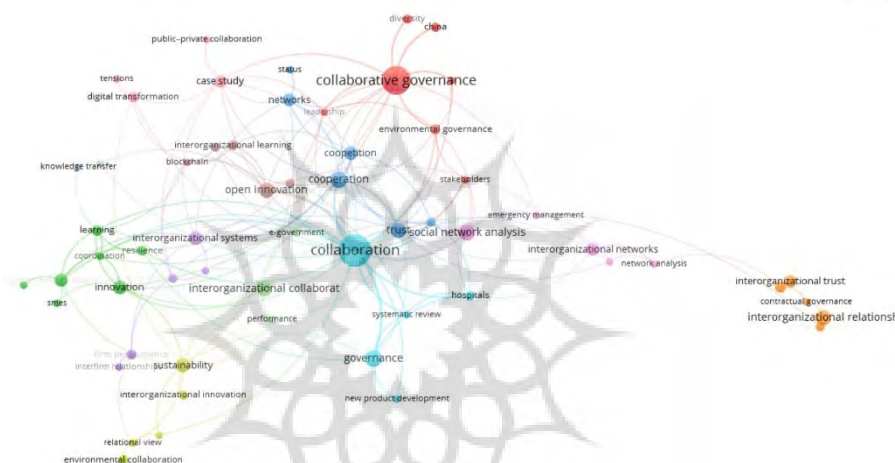 diversity
china
public–private collaboration
status
tensions
case study
collaborative governance
digital transformation
networks
leadership
environmental governance
interorganizational learning
coopetition
blockchain
knowledge transfer
cooperation
stakeholders
open innovation
emergency management
learning
trust
social network analysis
e-government
interorganizational systems
coordination
resilience
collaboration
interorganizational networks
network analysis
innovation
interorganizational collaborat
hospitals
interorganizational trust
smes
contractual governance
performance
systematic review
interorganizational relationsh
interfirm relationship
sustainability
governance
interorganizational innovation
new product development
relational view
environmental collaboration